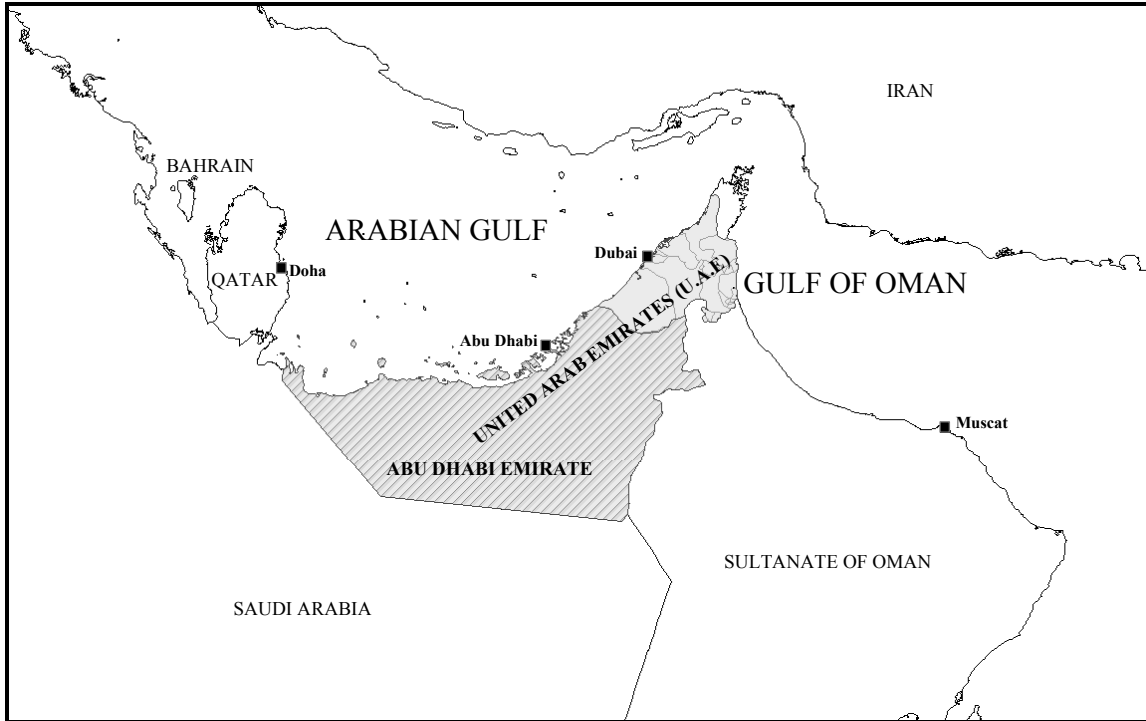 IRAN
BAHRAIN
ARABIAN GULF
Dubai
QATAR
Doha
GULF OF OMAN
Abu Dhabi
UNITED ARAB EMIRATES (U.A.E)
Muscat
ABU DHABI EMIRATE
SULTANATE OF OMAN
SAUDI ARABIA